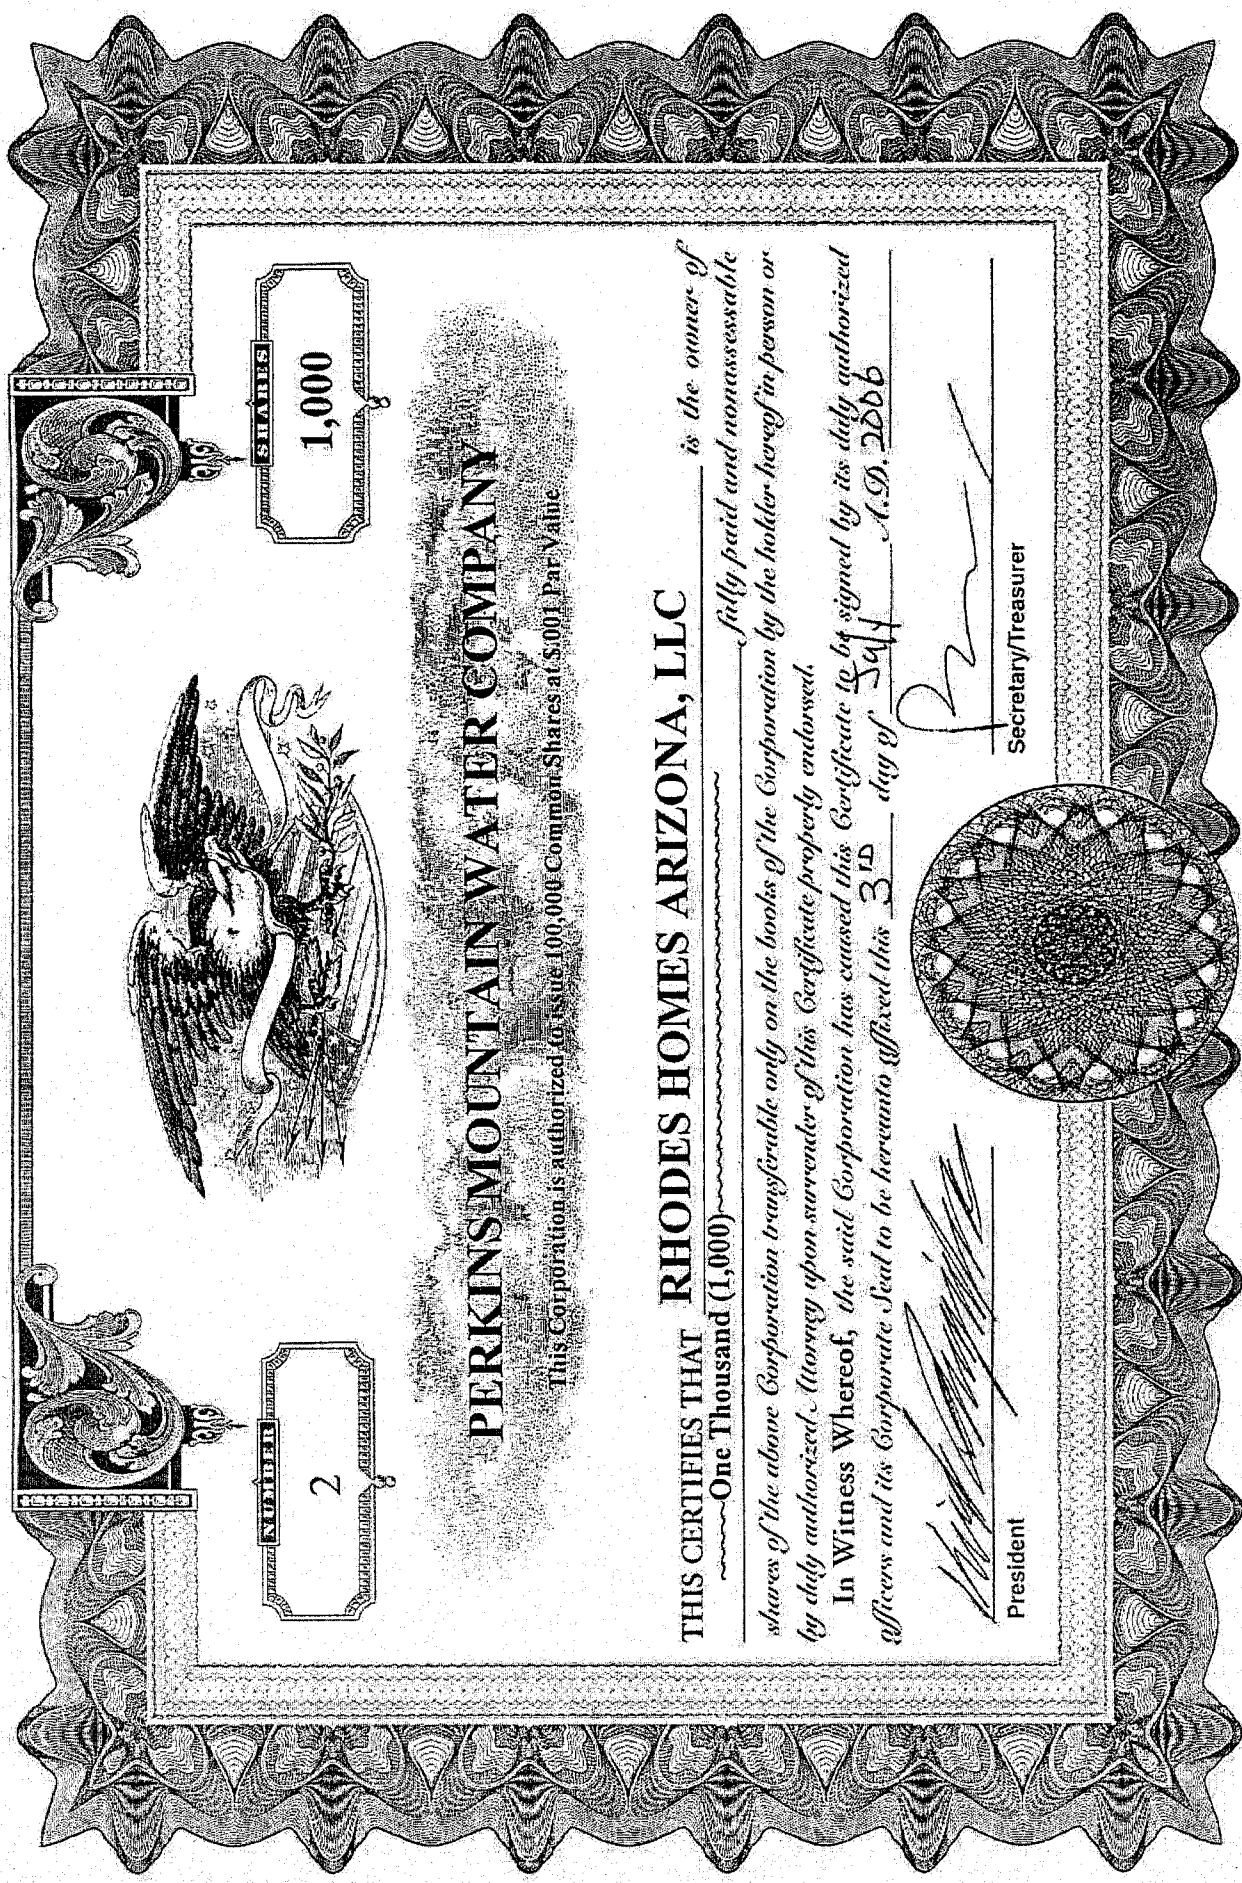 NUMBER
2
SHARES
1,000
PERKINS MOUNTAIN WATER COMPANY
This Corporation is authorized to issue 100,000 Common Shares at $.001 Par Value
THIS CERTIFIES THAT RHODES HOMES ARIZONA, LLC is the owner of
One Thousand (1,000) fully paid and nonassessable
shares of the above Corporation transferable only on the books of the Corporation by the holder hereof in person or
by duly authorized Attorney upon surrender of this Certificate properly endorsed.
In Witness Whereof, the said Corporation has caused this Certificate to be signed by its duly authorized
officers and its Corporate Seal to be hereunto affixed this 3RD day of July A.D. 2006
President
Secretary/Treasurer